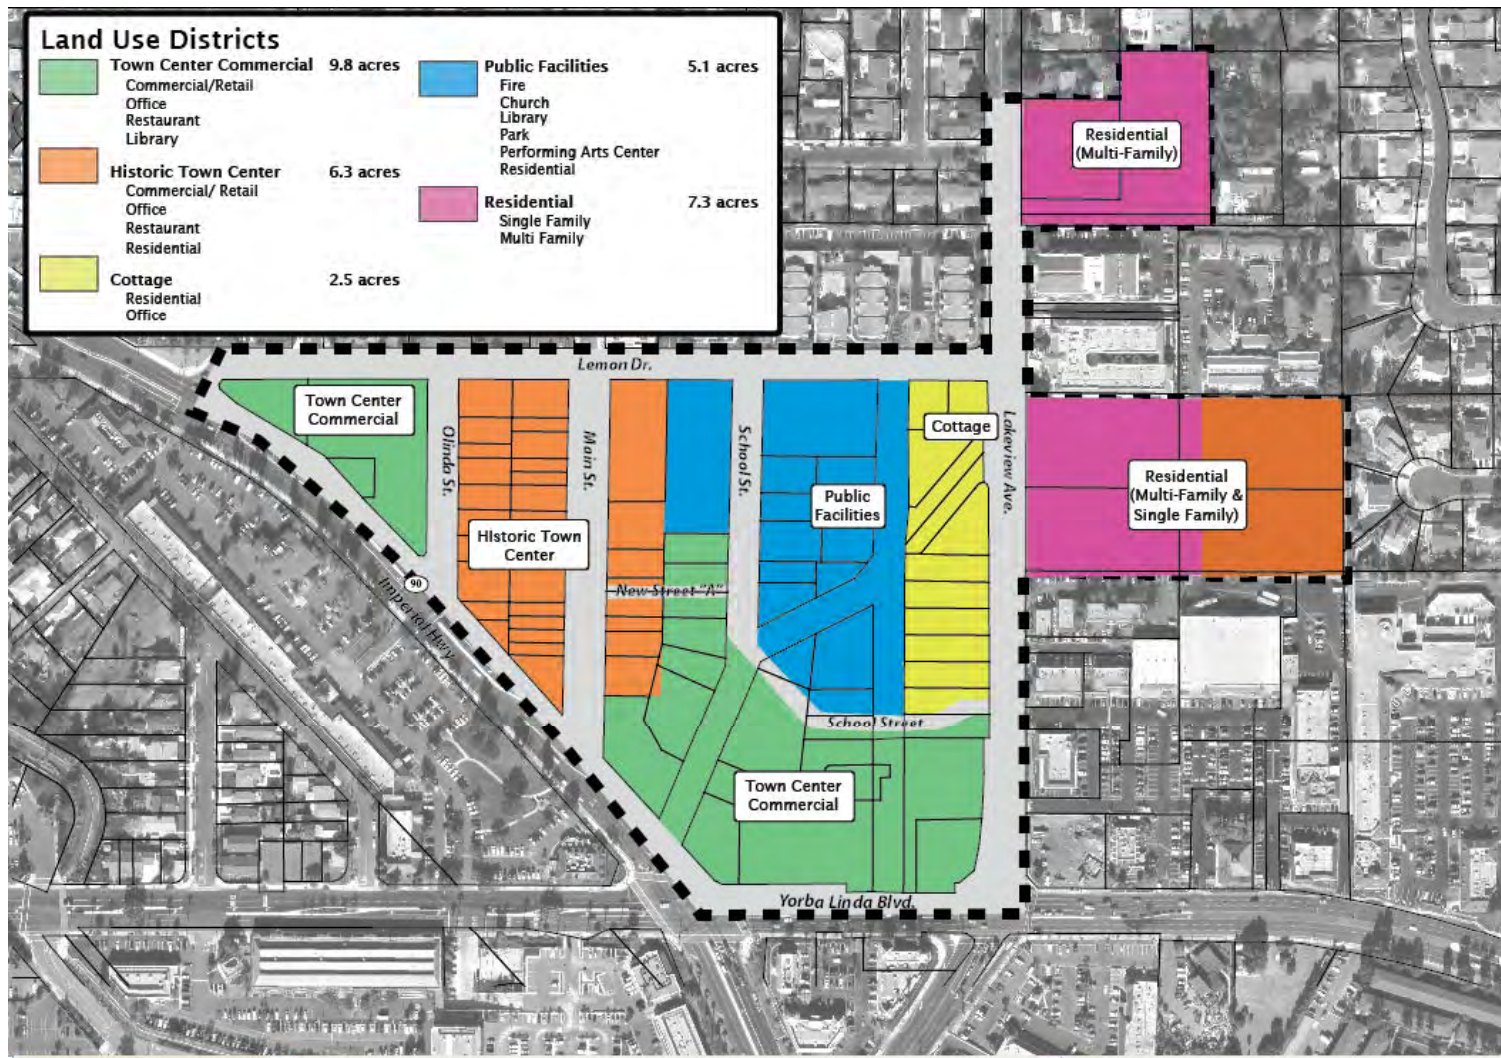 Land Use Districts
Town Center Commercial 9.8 acres
Commercial/Retail
Office
Restaurant
Library
Historic Town Center 6.3 acres
Commercial/ Retail
Office
Restaurant
Residential
Cottage 2.5 acres
Residential
Office
Public Facilities 5.1 acres
Fire
Church
Library
Park
Performing Arts Center
Residential
Residential 7.3 acres
Single Family
Multi Family
Residential
(Multi-Family)
Lemon Dr.
Town Center
Commercial
Olinda St.
Main St.
School St.
Cottage
Lakeview Ave.
Public
Facilities
Residential
(Multi-Family &
Single Family)
HIstoric Town
Center
New Street "A"
90
Imperial Hwy
School Street
Town Center
Commercial
Yorba Linda Blvd.